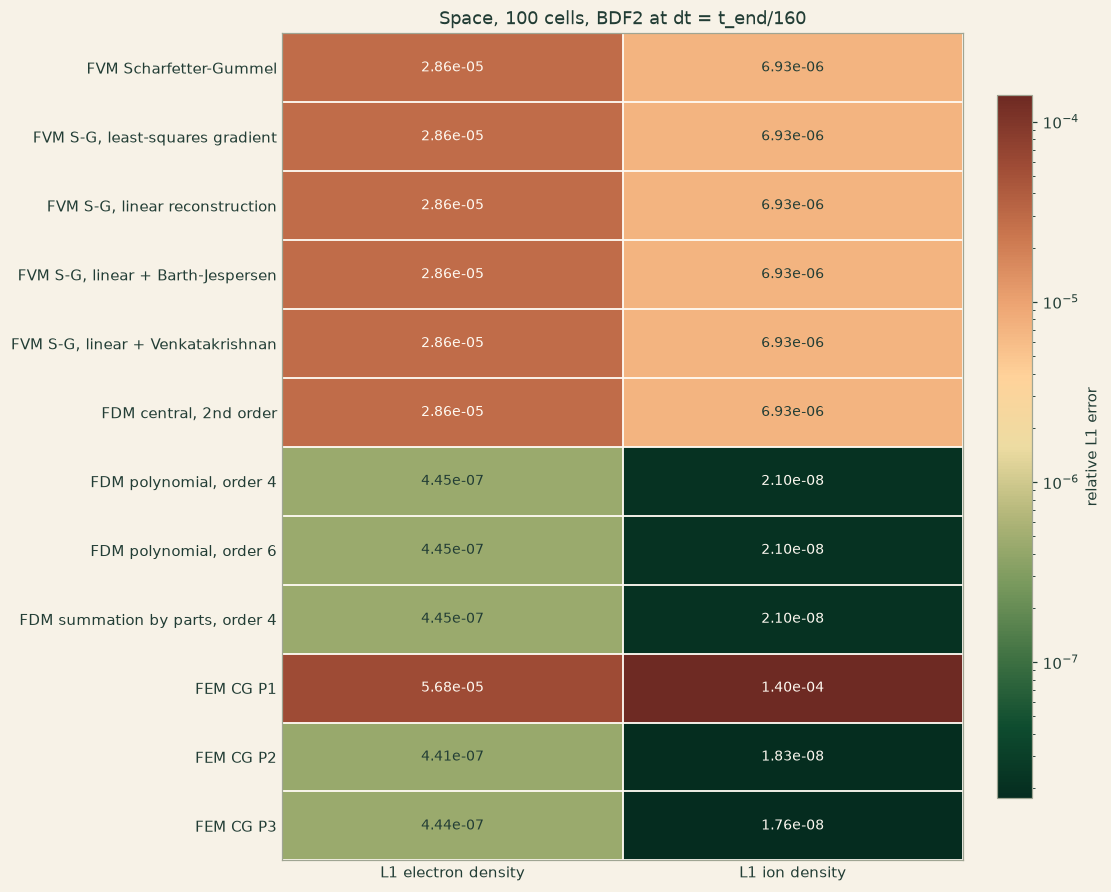 Space, 100 cells, BDF2 at dt = t_end/160
FVM Scharfetter-Gummel 2.86e-05 6.93e-06
FVM S-G, least-squares gradient 2.86e-05 6.93e-06
FVM S-G, linear reconstruction 2.86e-05 6.93e-06
FVM S-G, linear + Barth-Jespersen 2.86e-05 6.93e-06
FVM S-G, linear + Venkatakrishnan 2.86e-05 6.93e-06
FDM central, 2nd order 2.86e-05 6.93e-06
FDM polynomial, order 4 4.45e-07 2.10e-08
FDM polynomial, order 6 4.45e-07 2.10e-08
FDM summation by parts, order 4 4.45e-07 2.10e-08
FEM CG P1 5.68e-05 1.40e-04
FEM CG P2 4.41e-07 1.83e-08
FEM CG P3 4.44e-07 1.76e-08
L1 electron density L1 ion density
10⁻⁴
10⁻⁵
10⁻⁶
10⁻⁷
relative L1 error